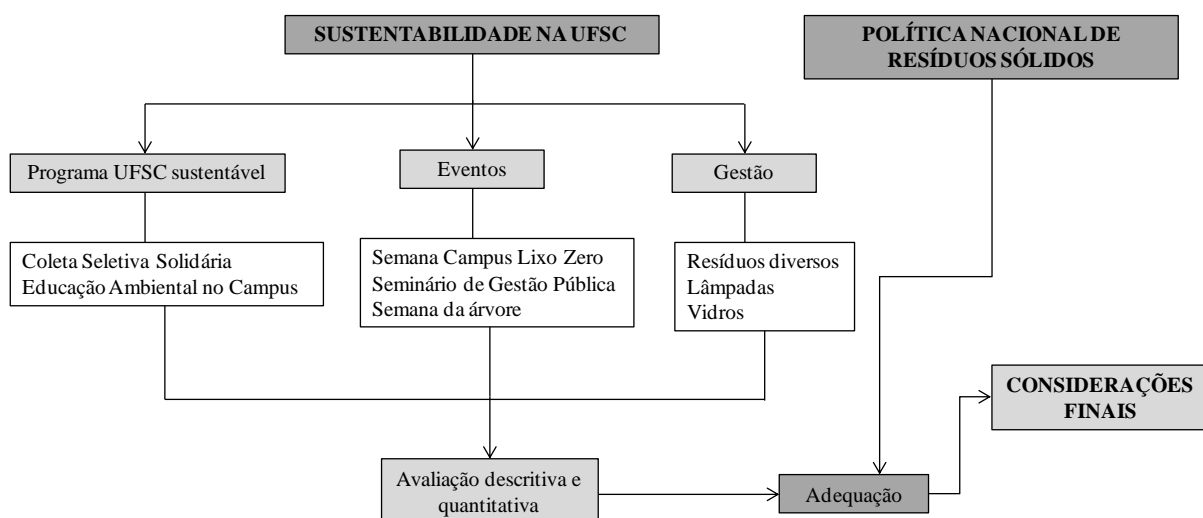 SUSTENTABILIDADE NA UFSC
POLÍTICA NACIONAL DE
RESÍDUOS SÓLIDOS
Programa UFSC sustentável
Eventos
Gestão
Coleta Seletiva Solidária
Educação Ambiental no Campus
Semana Campus Lixo Zero
Seminário de Gestão Pública
Semana da árvore
Resíduos diversos
Lâmpadas
Vidros
CONSIDERAÇÕES
FINAIS
Avaliação descritiva e
quantitativa
Adequação